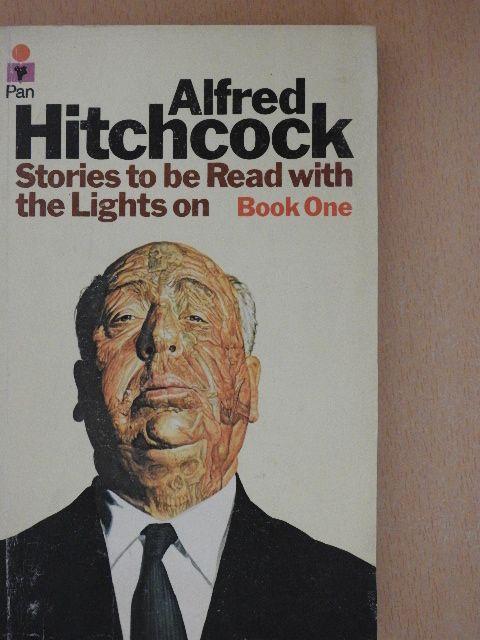 Pan
Alfred
Hitchcock
Stories to be Read with
the Lights on Book One